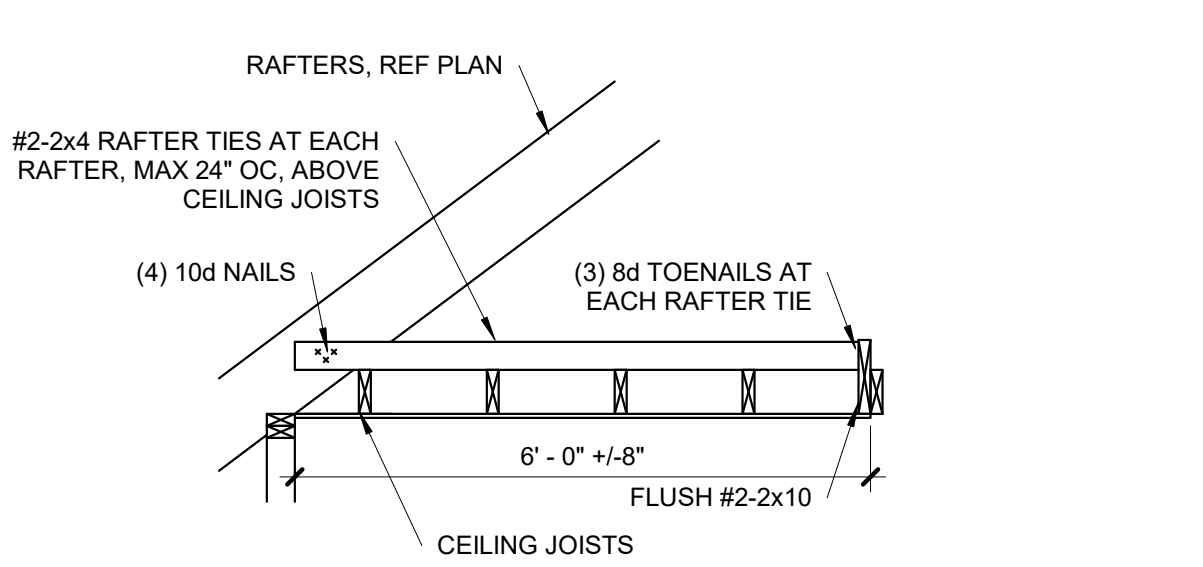 RAFTERS, REF PLAN
#2-2x4 RAFTER TIES AT EACH
RAFTER, MAX 24" OC, ABOVE
CEILING JOISTS
(4) 10d NAILS
(3) 8d TOENAILS AT
EACH RAFTER TIE
6' - 0" +/-8"
FLUSH #2-2x10
CEILING JOISTS